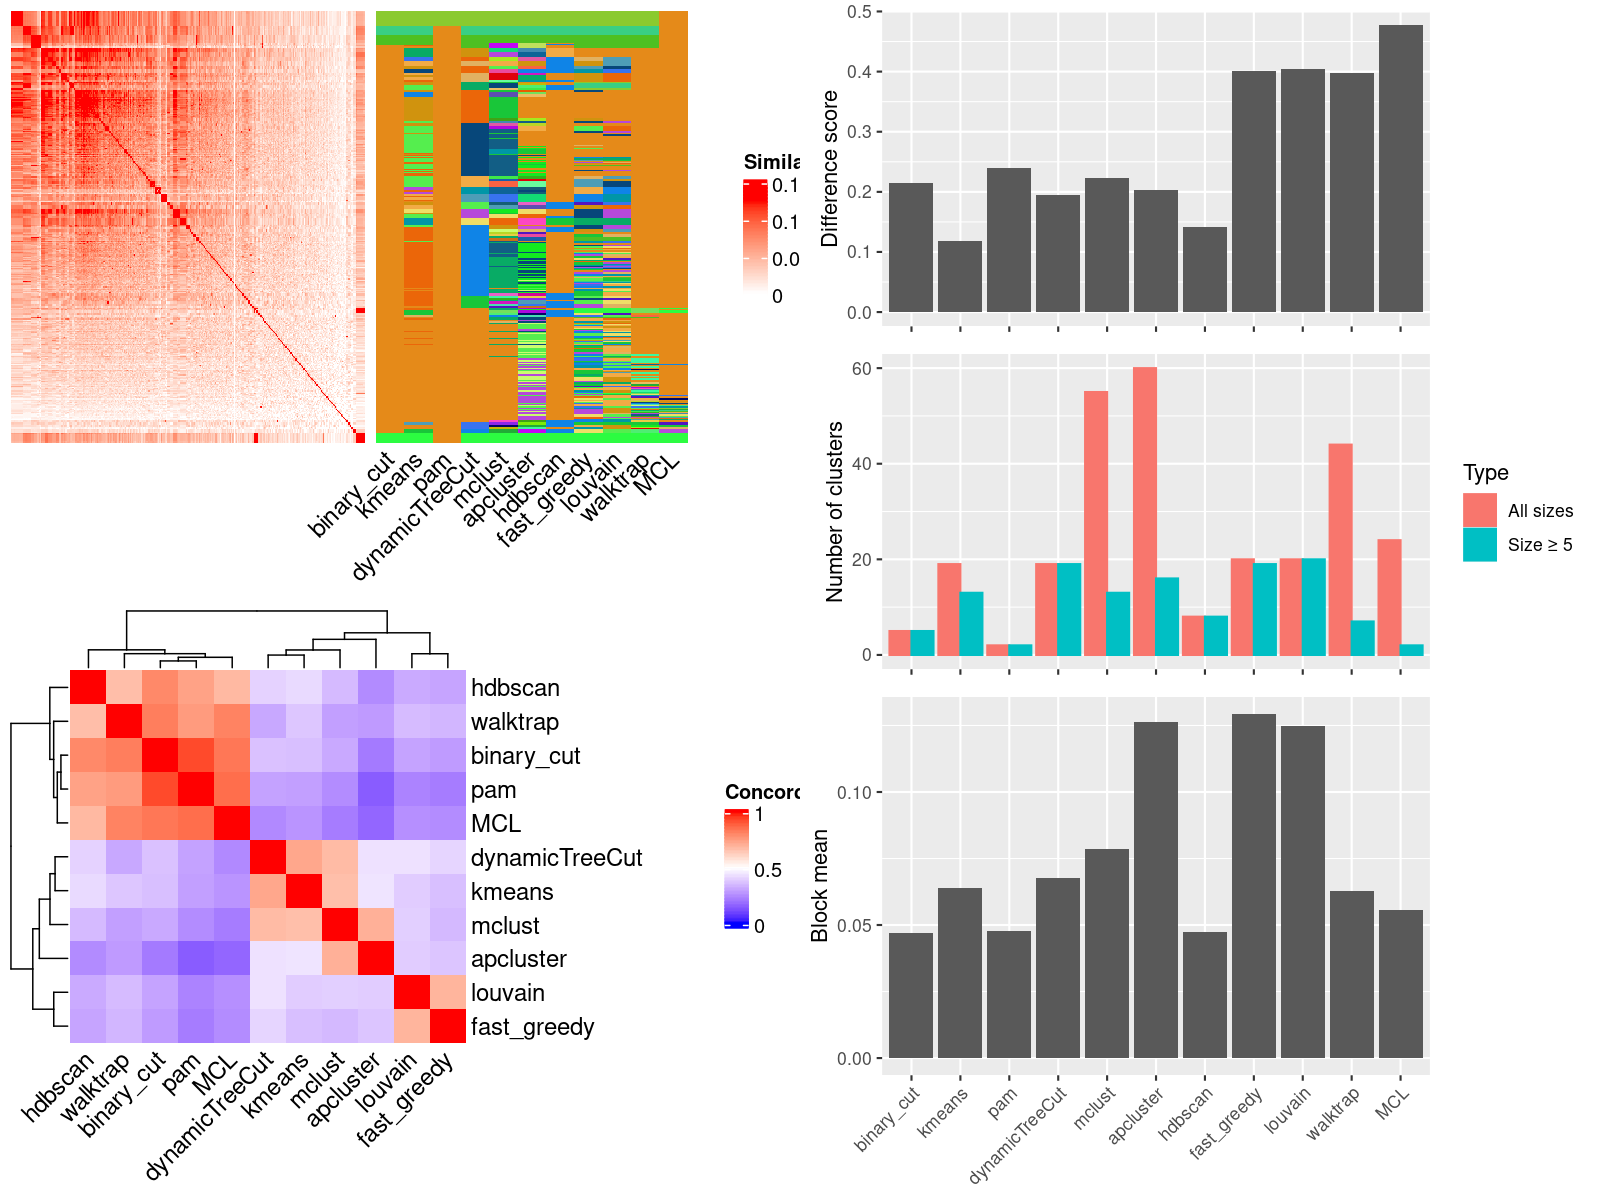 Simila
0.1
0.1
0.0
0
binary_cut
kmeans
pam
dynamicTreeCut
mclust
apcluster
hdbscan
fast_greedy
louvain
walktrap
MCL
hdbscan
walktrap
binary_cut
pam
MCL
dynamicTreeCut
kmeans
mclust
apcluster
louvain
fast_greedy
Concord
1
0.5
0
hdbscan
walktrap
binary_cut
pam
MCL
dynamicTreeCut
kmeans
mclust
apcluster
louvain
fast_greedy
Difference score
0.5
0.4
0.3
0.2
0.1
0.0
Number of clusters
60
40
20
0
Type
All sizes
Size ≥ 5
Block mean
0.10
0.05
0.00
binary_cut
kmeans
pam
dynamicTreeCut
mclust
apcluster
hdbscan
fast_greedy
louvain
walktrap
MCL